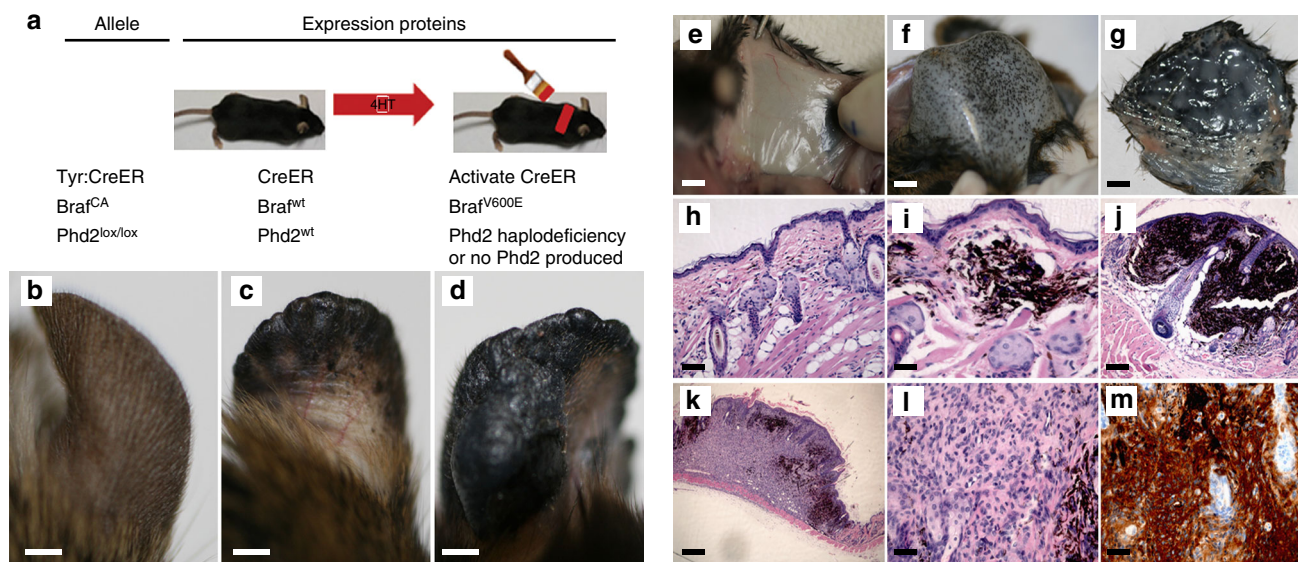 a
Allele Expression proteins
4HT
Tyr:CreER CreER Activate CreER
Braf^CA Braf^wt Braf^V600E
Phd2^lox/lox Phd2^wt Phd2 haplodeficiency
or no Phd2 produced
b c d
e f g
h i j
k l m